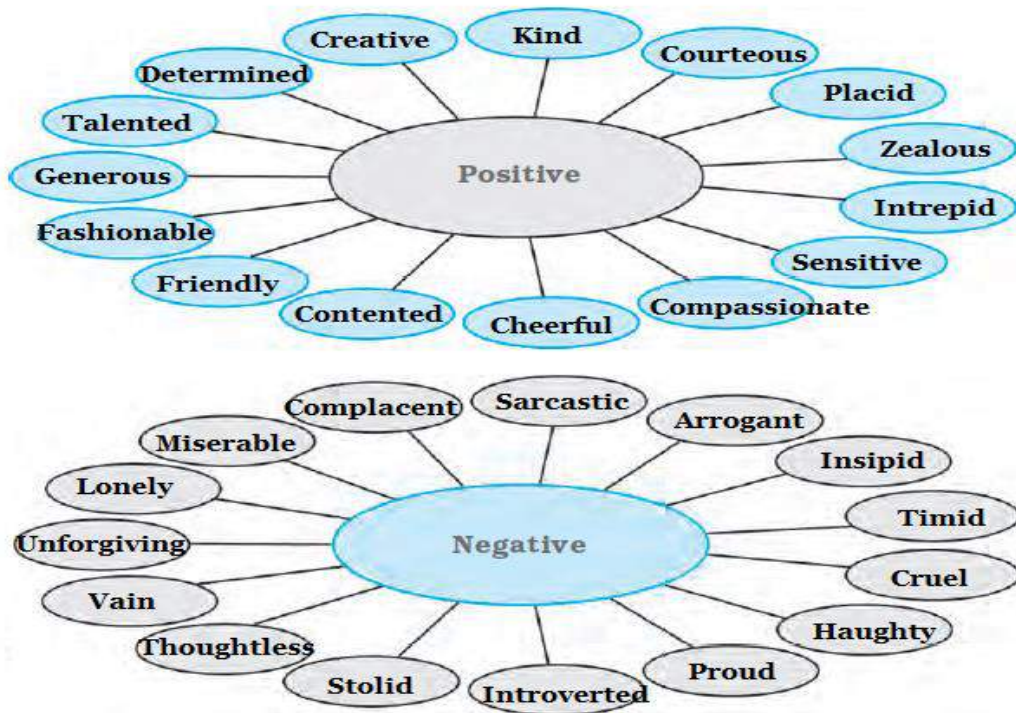 Creative
Kind
Courteous
Determined
Placid
Talented
Zealous
Positive
Generous
Intrepid
Fashionable
Sensitive
Friendly
Compassionate
Contented
Cheerful
Complacent
Sarcastic
Arrogant
Miserable
Insipid
Lonely
Timid
Unforgiving
Negative
Cruel
Vain
Haughty
Thoughtless
Proud
Stolid
Introverted